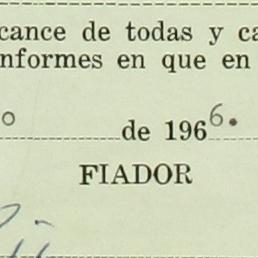 cance de todas y ca
nformes en que en
o de 1966.
FIADOR